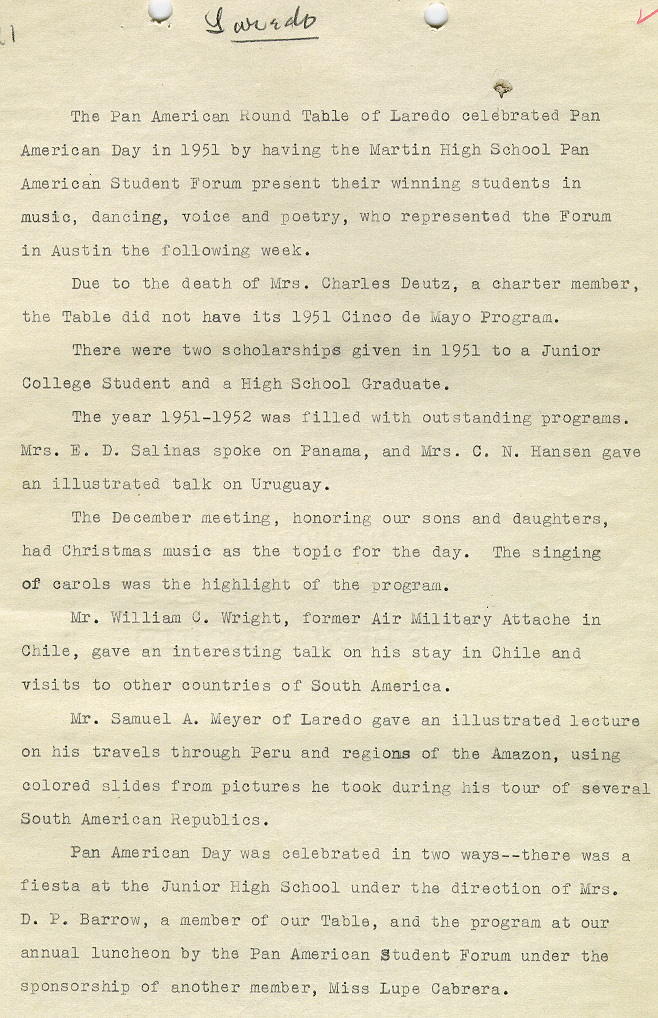 Laredo
The Pan American Round Table of Laredo celebrated Pan
American Day in 1951 by having the Martin High School Pan
American Student Forum present their winning students in
music, dancing, voice and poetry, who represented the Forum
in Austin the following week.
Due to the death of Mrs. Charles Deutz, a charter member,
the Table did not have its 1951 Cinco de Mayo Program.
There were two scholarships given in 1951 to a Junior
College Student and a High School Graduate.
The year 1951-1952 was filled with outstanding programs.
Mrs. E. D. Salinas spoke on Panama, and Mrs. C. N. Hansen gave
an illustrated talk on Uruguay.
The December meeting, honoring our sons and daughters,
had Christmas music as the topic for the day. The singing
of carols was the highlight of the program.
Mr. William C. Wright, former Air Military Attache in
Chile, gave an interesting talk on his stay in Chile and
visits to other countries of South America.
Mr. Samuel A. Meyer of Laredo gave an illustrated lecture
on his travels through Peru and regions of the Amazon, using
colored slides from pictures he took during his tour of several
South American Republics.
Pan American Day was celebrated in two ways--there was a
fiesta at the Junior High School under the direction of Mrs.
D. P. Barrow, a member of our Table, and the program at our
annual luncheon by the Pan American Student Forum under the
sponsorship of another member, Miss Lupe Cabrera.